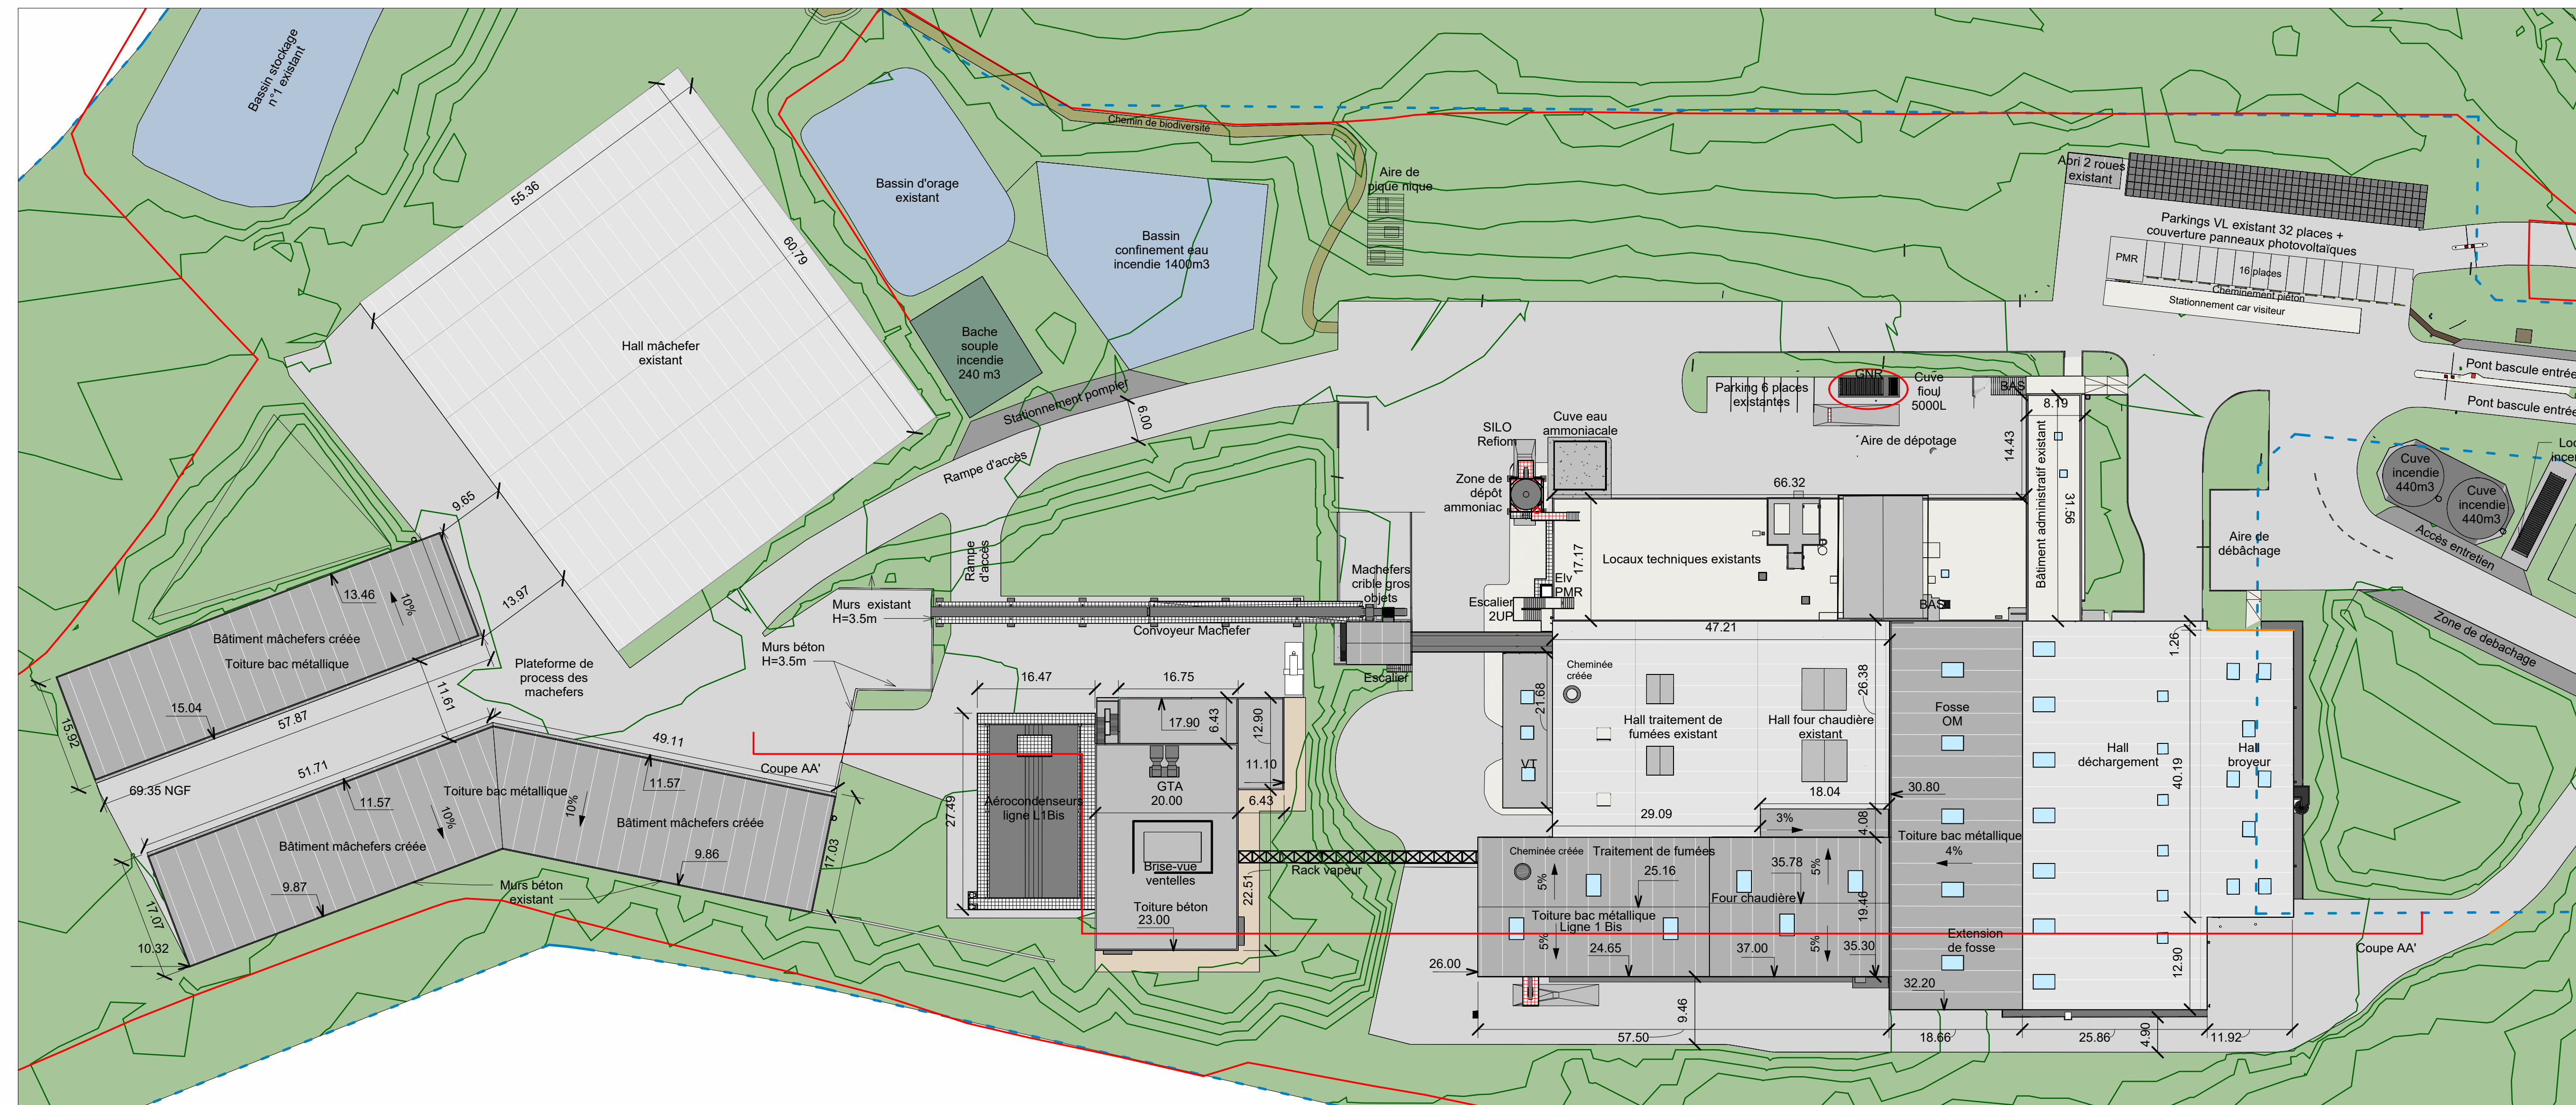 Bassin stockage
n°1 existant
55.36
60.79
Hall mâchefer
existant
Bassin d'orage
existant
Chemin de biodiversité
Bassin
confinement eau
incendie 1400m3
Bache
souple
incendie
240 m3
Stationnement pompier
6.00
Rampe d'accès
Rampe
d'accès
Aire de
pique nique
Abri 2 roues
existant
Parkings VL existant 32 places +
couverture panneaux photovoltaïques
PMR
16 places
Cheminement piéton
Stationnement car visiteur
Pont bascule entrée
Pont bascule entrée
Parking 6 places
existantes
GNR
Cuve
fioul
5000L
BAS
8.19
14.43
Aire de dépotage
Cuve eau
ammoniacale
SILO
Refiom
Zone de
dépôt
ammoniac
66.32
17.17
Locaux techniques existants
Bâtiment administratif existant
31.56
BAS
Elv
PMR
Escalier
2UP
Machefers
crible gros
objets
Aire de
débâchage
Cuve
incendie
440m3
Cuve
incendie
440m3
Accès entretien
Zone de debachage
9.65
13.97
13.46
10%
Bâtiment mâchefers créée
Toiture bac métallique
15.04
57.87
15.92
11.61
Plateforme de
process des
machefers
Murs existant
H=3.5m
Murs béton
H=3.5m
Convoyeur Machefer
Escalier
69.35 NGF
51.71
49.11
11.57
Toiture bac métallique
11.57
10%
10%
Bâtiment mâchefers créée
Bâtiment mâchefers créée
9.87
9.86
17.03
17.07
10.32
Murs béton
existant
Coupe AA'
16.47
16.75
17.90
6.43
12.90
11.10
27.49
Aérocondenseurs
ligne L1Bis
GTA
20.00
6.43
Brise-vue
ventelles
Toiture béton
23.00
22.51
Rack vapeur
47.21
Cheminée
créée
21.68
VT
Hall traitement de
fumées existant
Hall four chaudière
existant
26.38
29.09
18.04
3%
4.08
Cheminée créée
Traitement de fumées
25.16
35.78
5%
5%
Four chaudière
19.46
Toiture bac métallique
Ligne 1 Bis
5%
24.65
37.00
5%
35.30
26.00
9.46
57.50
Fosse
OM
30.80
Toiture bac métallique
4%
Extension
de fosse
32.20
18.66
Hall
déchargement
Hall
broyeur
1.26
40.19
12.90
25.86
4.90
11.92
Coupe AA'